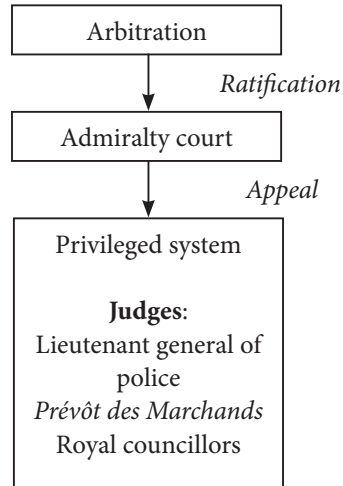 Arbitration
Ratification
Admiralty court
Appeal
Privileged system
Judges:
Lieutenant general of
police
Prévôt des Marchands
Royal councillors